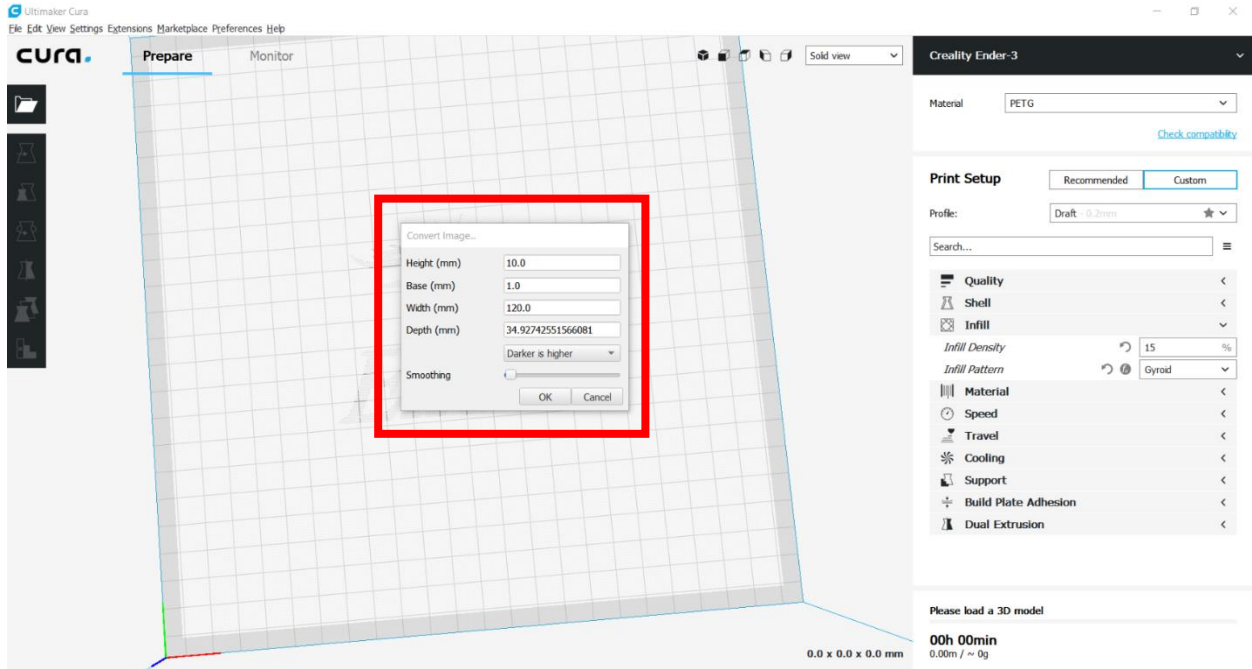 Ultimaker Cura
File Edit View Settings Extensions Marketplace Preferences Help
cura.
Prepare Monitor
Solid view
Creality Ender-3
Material PETG
Check compatibility
Print Setup Recommended Custom
Profile: Draft - 0.2mm
Search...
Quality
Shell
Infill
Infill Density 15 %
Infill Pattern Gyroid
Material
Speed
Travel
Cooling
Support
Build Plate Adhesion
Dual Extrusion
Convert Image...
Height (mm) 10.0
Base (mm) 1.0
Width (mm) 120.0
Depth (mm) 34.92742551566081
Darker is higher
Smoothing
OK Cancel
0.0 x 0.0 x 0.0 mm
Please load a 3D model
00h 00min
0.00m / ~ 0g